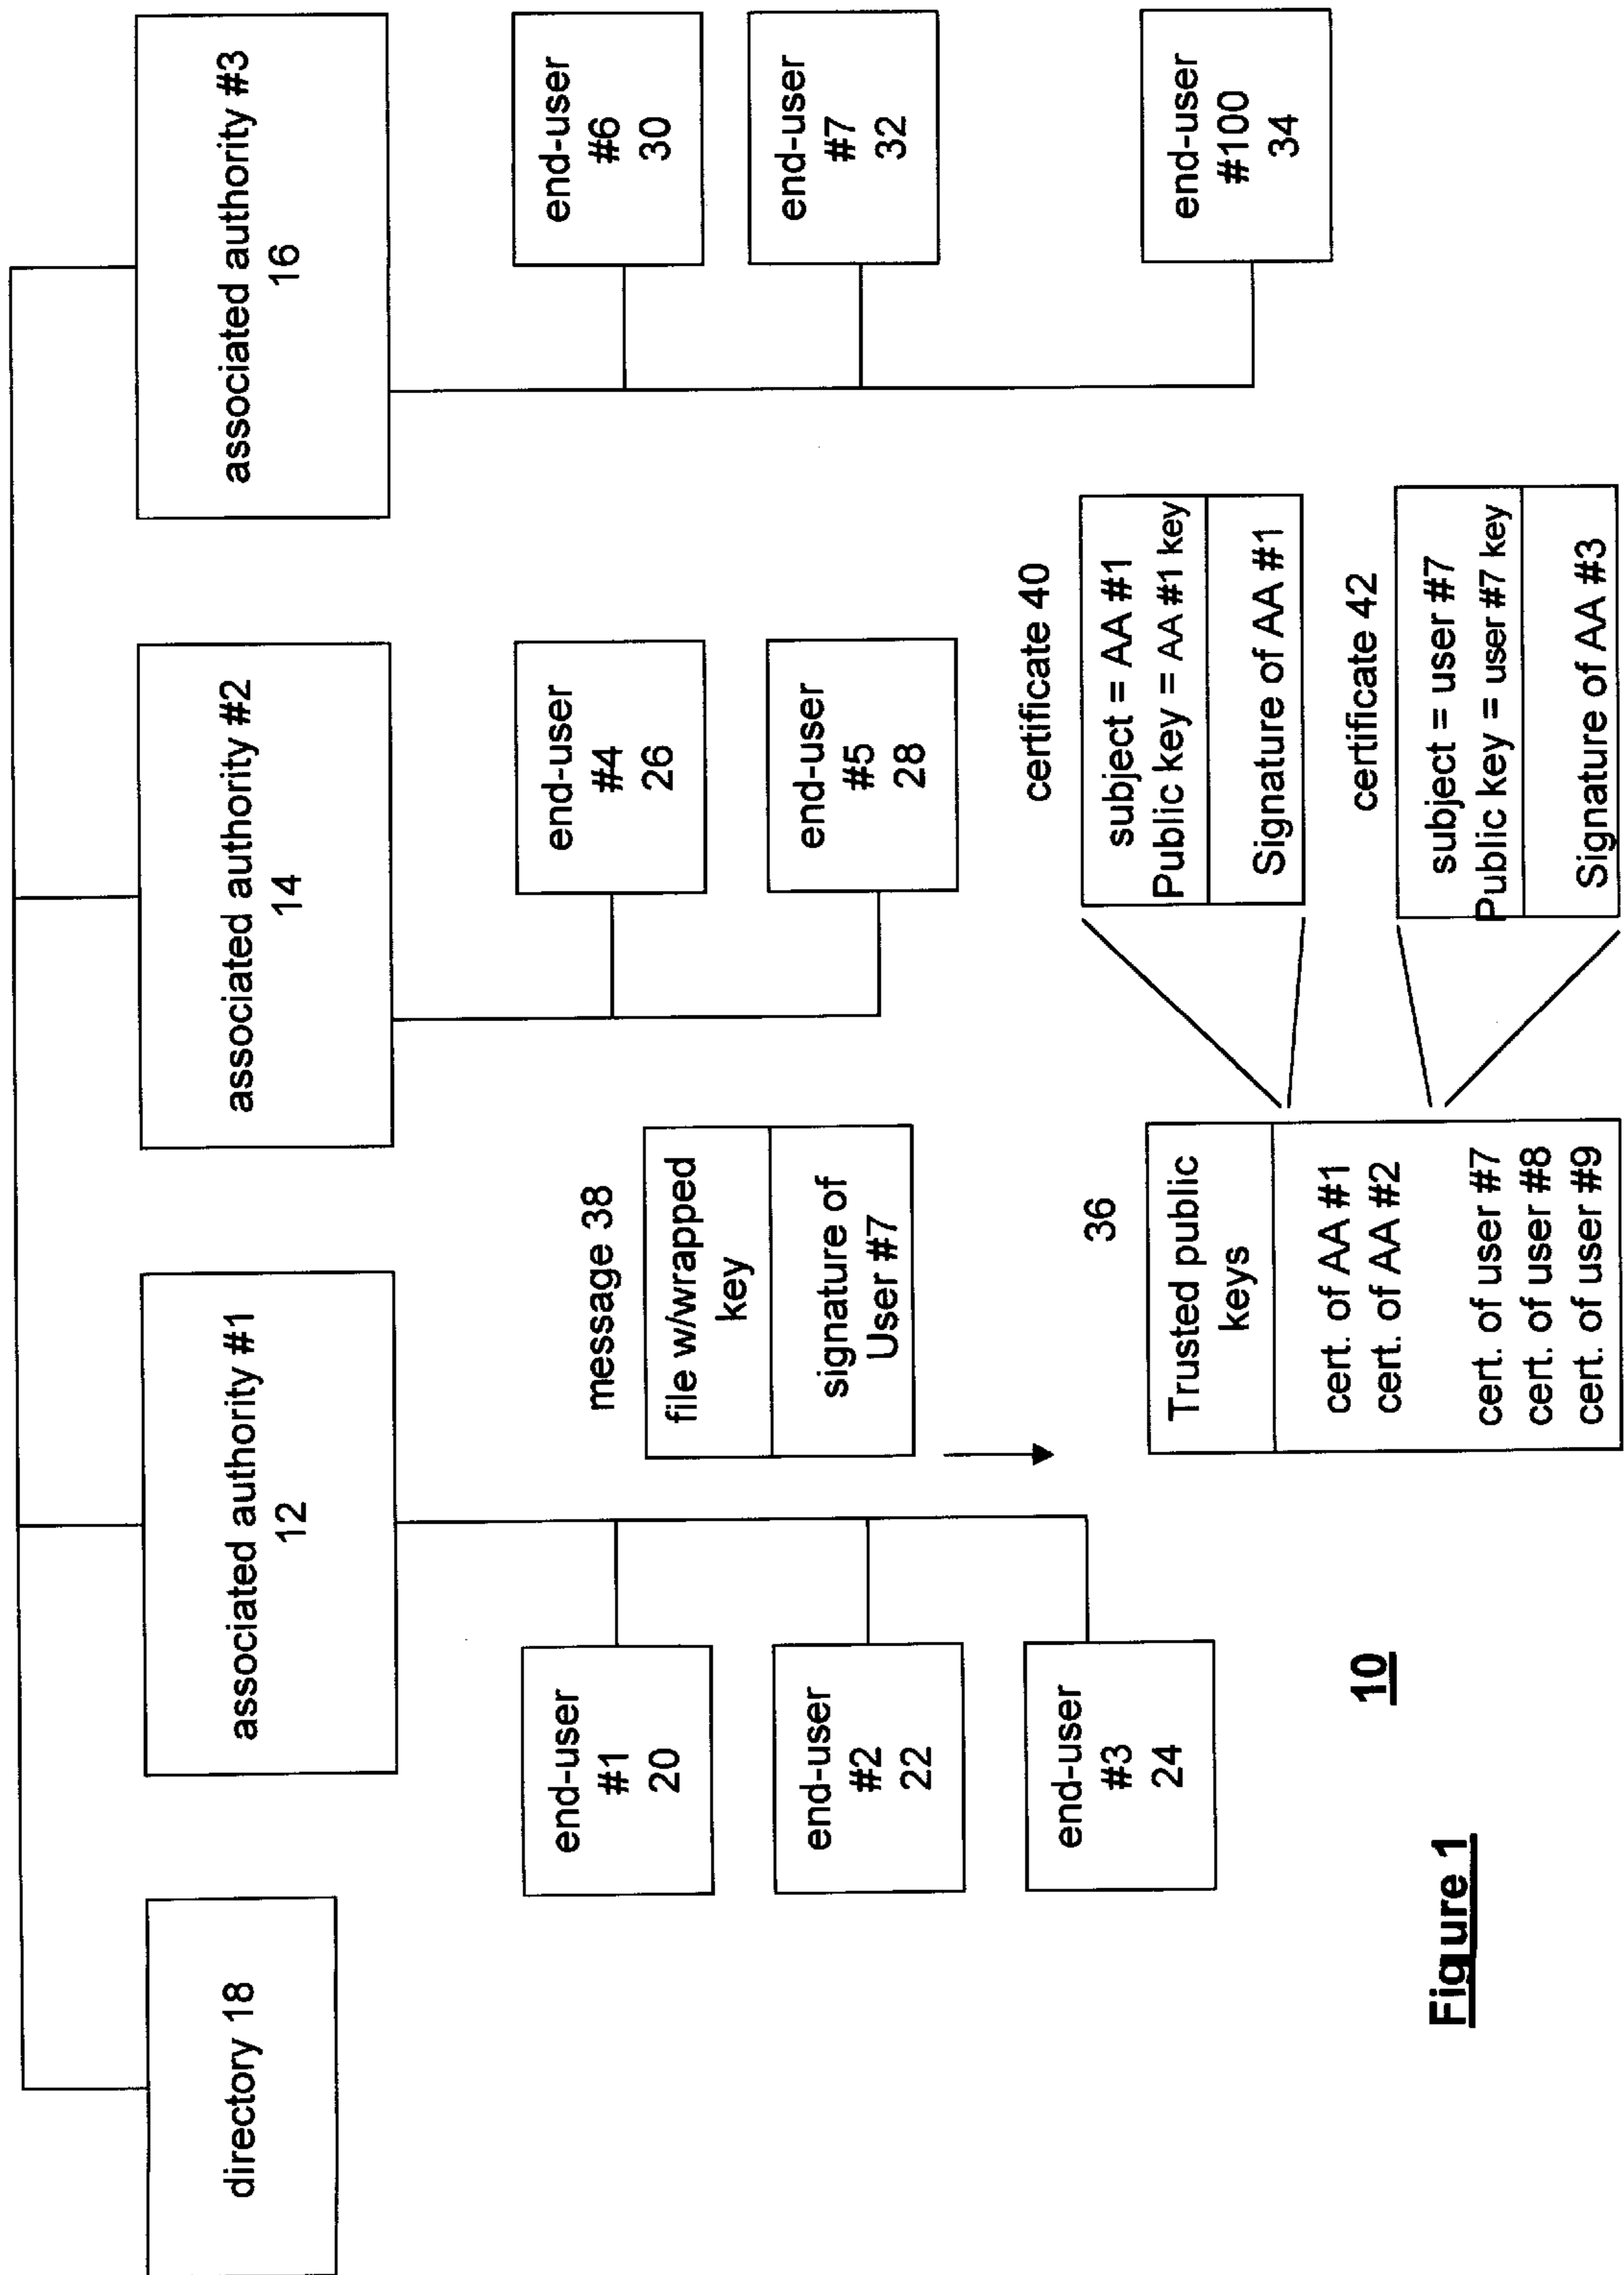 directory 18
associated authority #1
12
associated authority #2
14
associated authority #3
16
end-user
#1
20
end-user
#2
22
end-user
#3
24
message 38
file w/wrapped
key
signature of
User #7
end-user
#4
26
end-user
#5
28
end-user
#6
30
end-user
#7
32
end-user
#100
34
36
Trusted public
keys
cert. of AA #1
cert. of AA #2
cert. of user #7
cert. of user #8
cert. of user #9
certificate 40
subject = AA #1
Public key = AA #1 key
Signature of AA #1
certificate 42
subject = user #7
Public key = user #7 key
Signature of AA #3
10
Figure 1